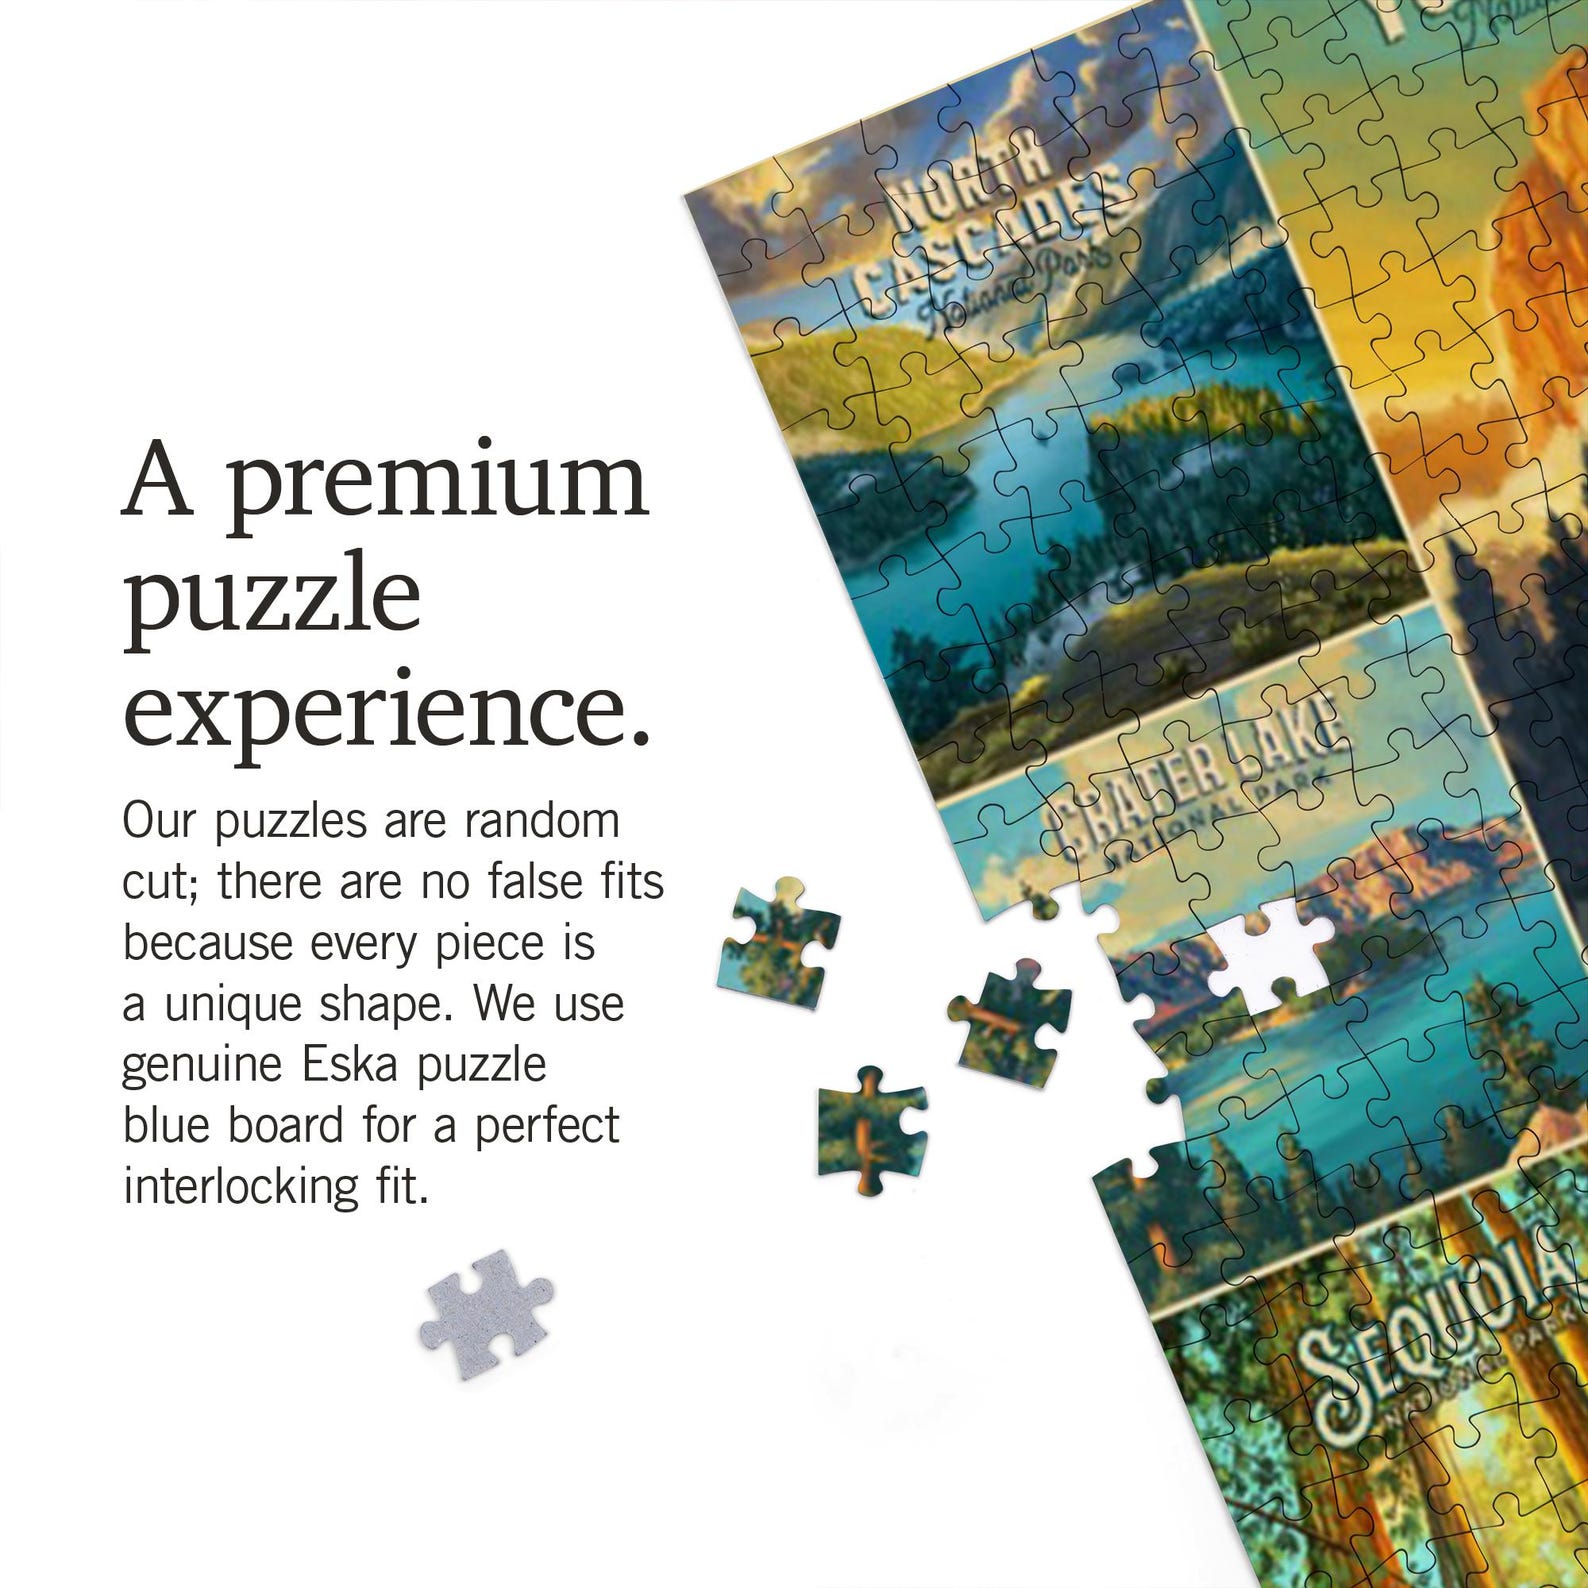 A premium
puzzle
experience.
Our puzzles are random
cut; there are no false fits
because every piece is
a unique shape. We use
genuine Eska puzzle
blue board for a perfect
interlocking fit.
NORTH
CASCADES
National Park
CRATER LAKE
NATIONAL PARK
SEQUOIA
NATIONAL PARK